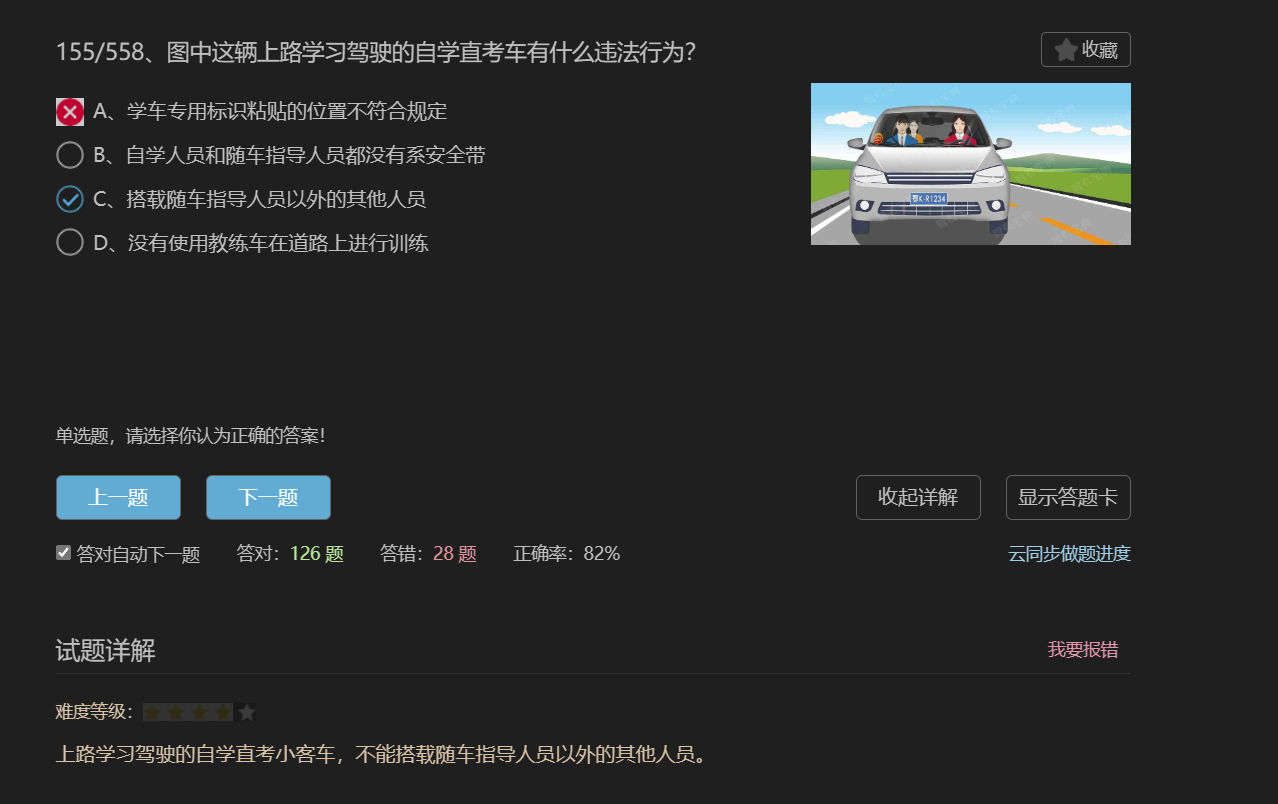 155/558、图中这辆上路学习驾驶的自学直考车有什么违法行为？
收藏
A、学车专用标识粘贴的位置不符合规定
B、自学人员和随车指导人员都没有系安全带
C、搭载随车指导人员以外的其他人员
D、没有使用教练车在道路上进行训练
鄂K·R1234
单选题，请选择你认为正确的答案！
上一题 下一题 收起详解 显示答题卡
答对自动下一题 答对：126 题 答错：28 题 正确率：82% 云同步做题进度
试题详解 我要报错
难度等级：
上路学习驾驶的自学直考小客车，不能搭载随车指导人员以外的其他人员。